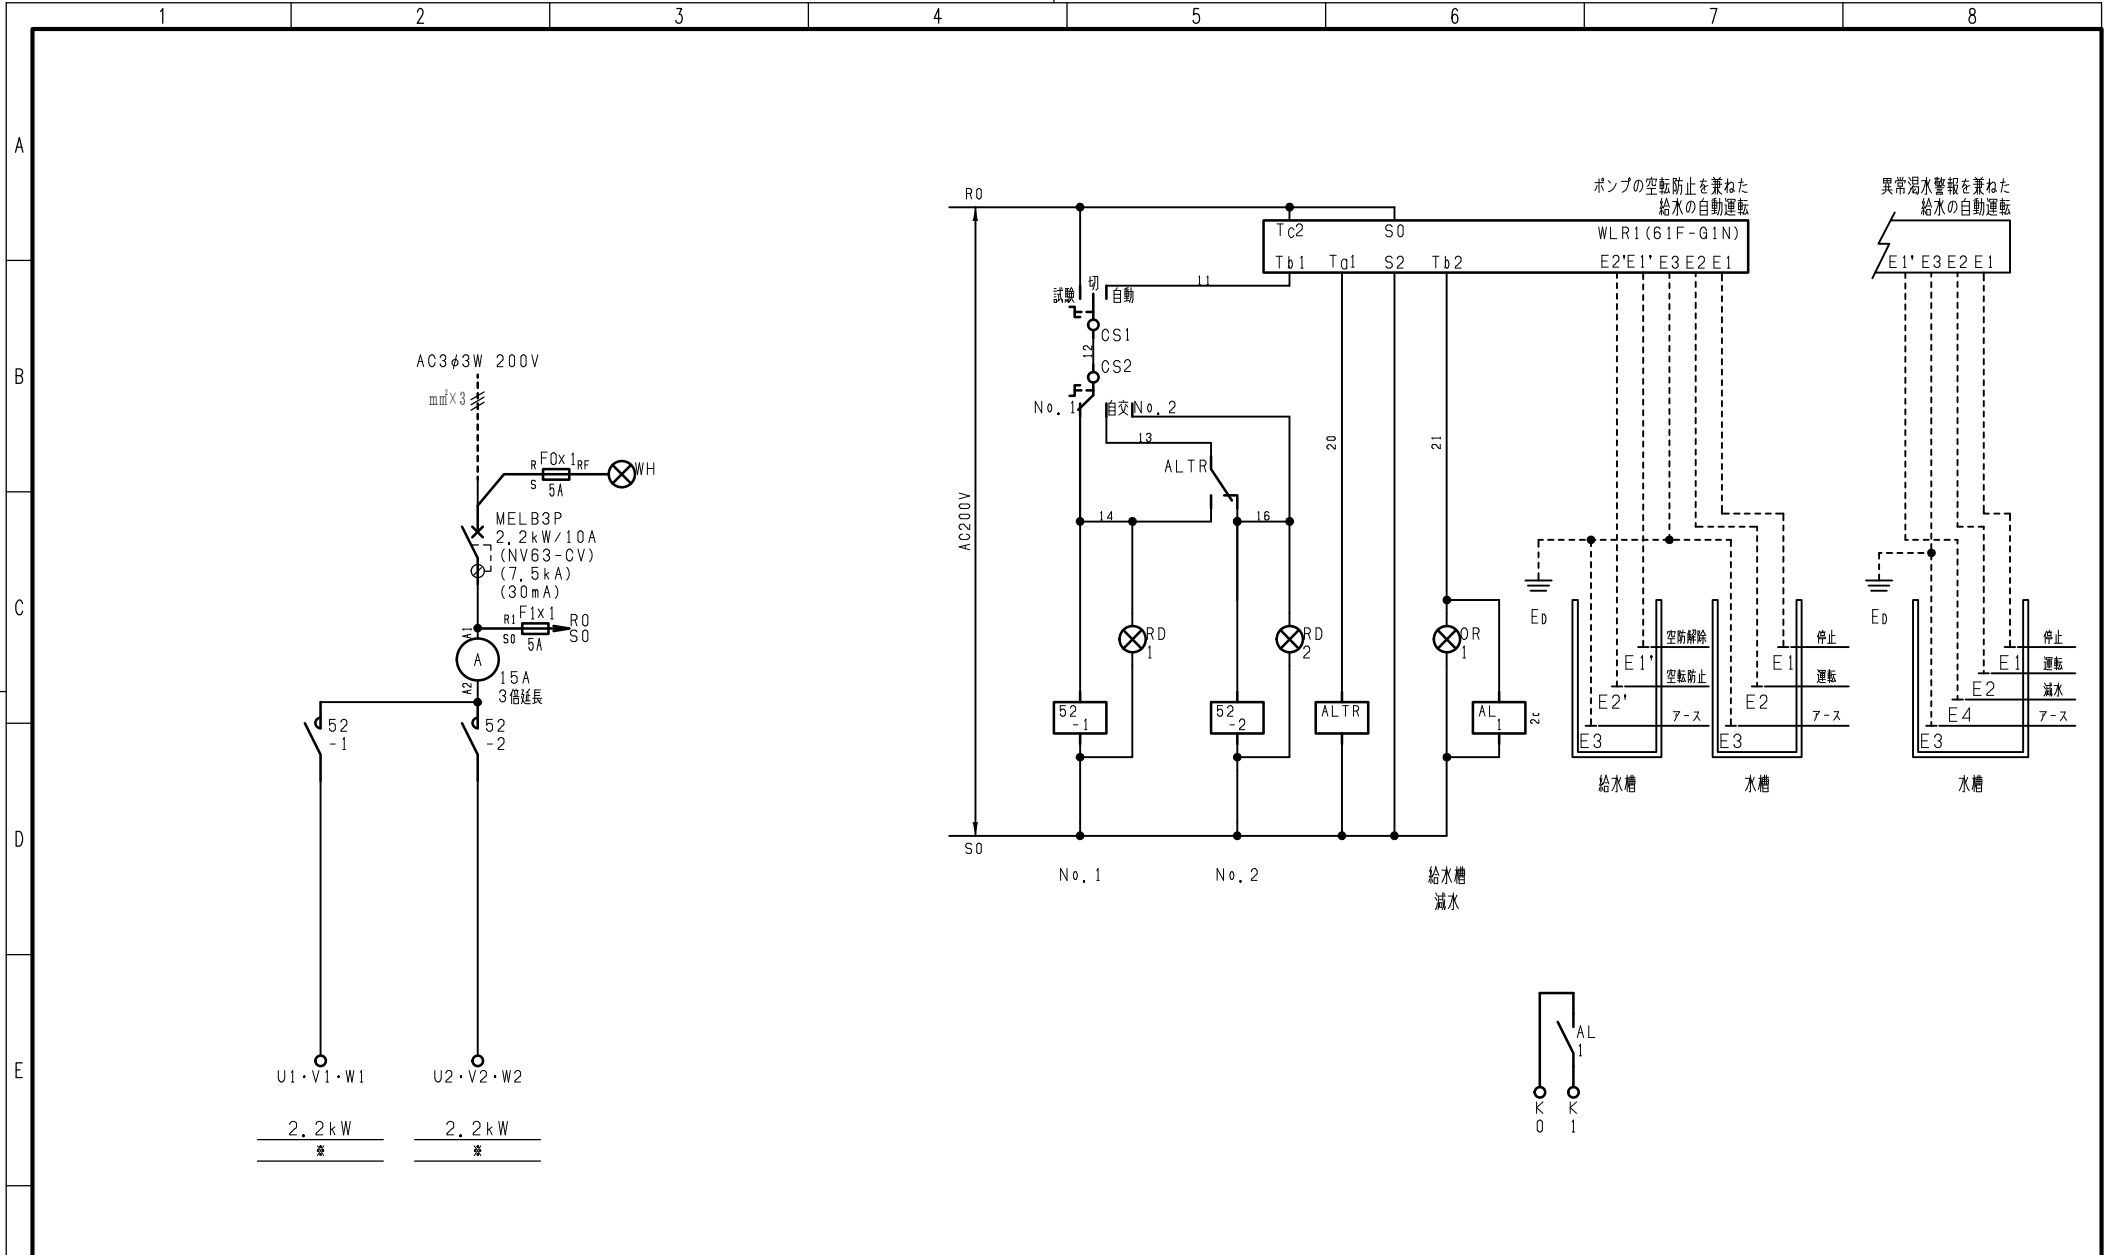 1 2 3 4 5 6 7 8
A
B
C
D
E
AC3φ3W 200V
mm²×3
R F0x1 RF
S 5A
WH
MELB3P
2.2kW/10A
(NV63-CV)
(7.5kA)
(30mA)
R1 F1x1 R0
S0 5A S0
A1
A
A2
15A
3倍延長
52
-1
52
-2
U1・V1・W1
U2・V2・W2
2.2kW
※
2.2kW
※
R0
AC200V
S0
試験
切
自動
11
CS1
12
CS2
No.1
自交
No.2
13
ALTR
14
16
RD
1
RD
2
52
-1
52
-2
20
ALTR
21
OR
1
AL
1
2c
No.1
No.2
給水槽
減水
ポンプの空転防止を兼ねた
給水の自動運転
Tc2 S0 WLR1(61F-G1N)
Tb1 Ta1 S2 Tb2 E2'E1' E3 E2 E1
ED
空防解除
E1'
空転防止
E2'
アース
E3
給水槽
停止
E1
運転
E2
アース
E3
水槽
異常渇水警報を兼ねた
給水の自動運転
E1' E3 E2 E1
ED
停止
E1
運転
E2
減水
E4
アース
E3
水槽
AL
1
K
0
K
1